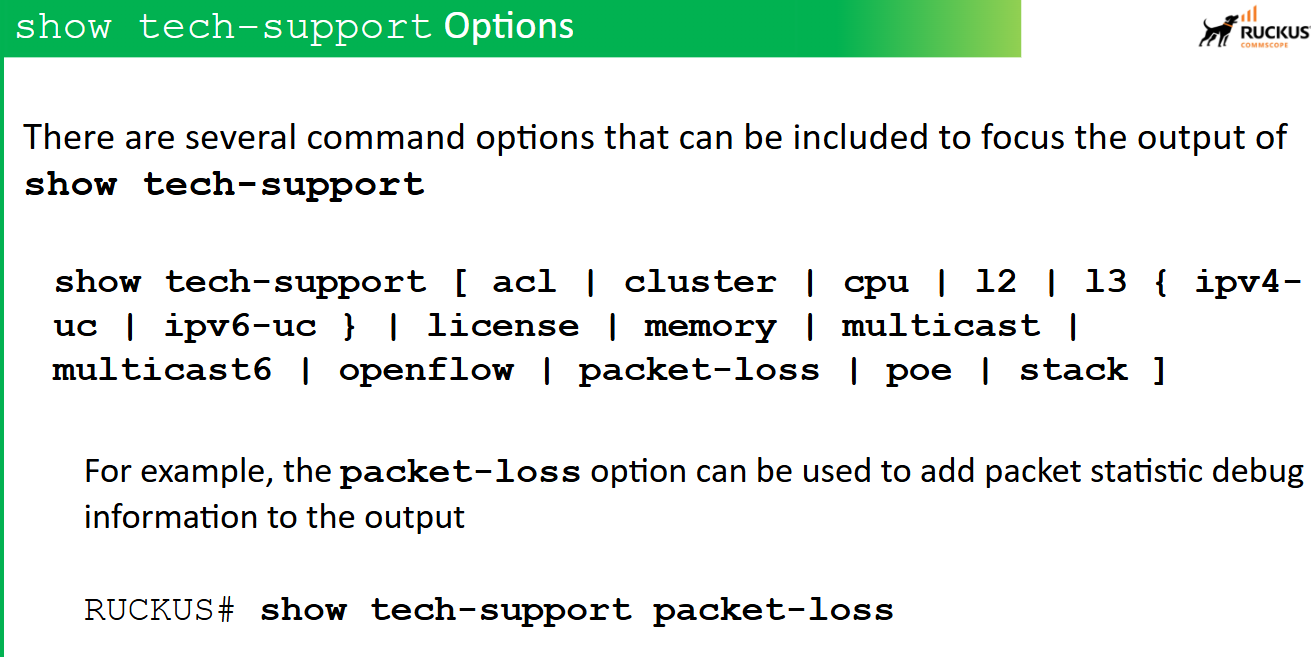 show tech-support Options
RUCKUS
COMMSCOPE
There are several command options that can be included to focus the output of
show tech-support
show tech-support [ acl | cluster | cpu | l2 | l3 { ipv4-
uc | ipv6-uc } | license | memory | multicast |
multicast6 | openflow | packet-loss | poe | stack ]
For example, the packet-loss option can be used to add packet statistic debug
information to the output
RUCKUS# show tech-support packet-loss